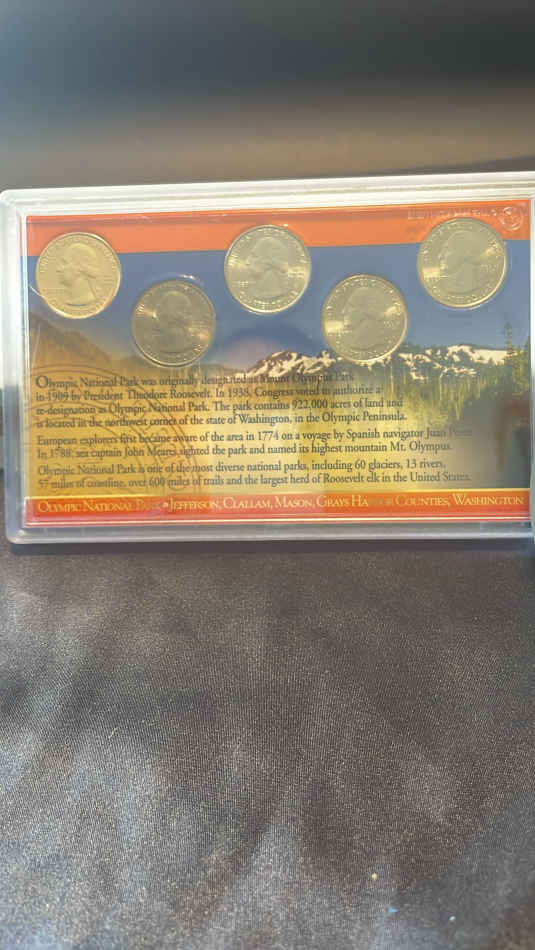 Olympic National Park was originally designated as Mount Olympus Park
in 1909 by President Theodore Roosevelt. In 1938, Congress voted to authorize a
re-designation as Olympic National Park. The park contains 922,000 acres of land and
is located in the northwest corner of the state of Washington, in the Olympic Peninsula.
European explorers first became aware of the area in 1774 on a voyage by Spanish navigator Juan
In 1788, sea captain John Meares sighted the park and named its highest mountain Mt. Olympus.
Olympic National Park is one of the most diverse national parks, including 60 glaciers, 13 rivers,
57 miles of coastline, over 600 miles of trails and the largest herd of Roosevelt elk in the United States.
OLYMPIC NATIONAL PARK JEFFERSON, CLALLAM, MASON, GRAYS HARBOR COUNTIES, WASHINGTON